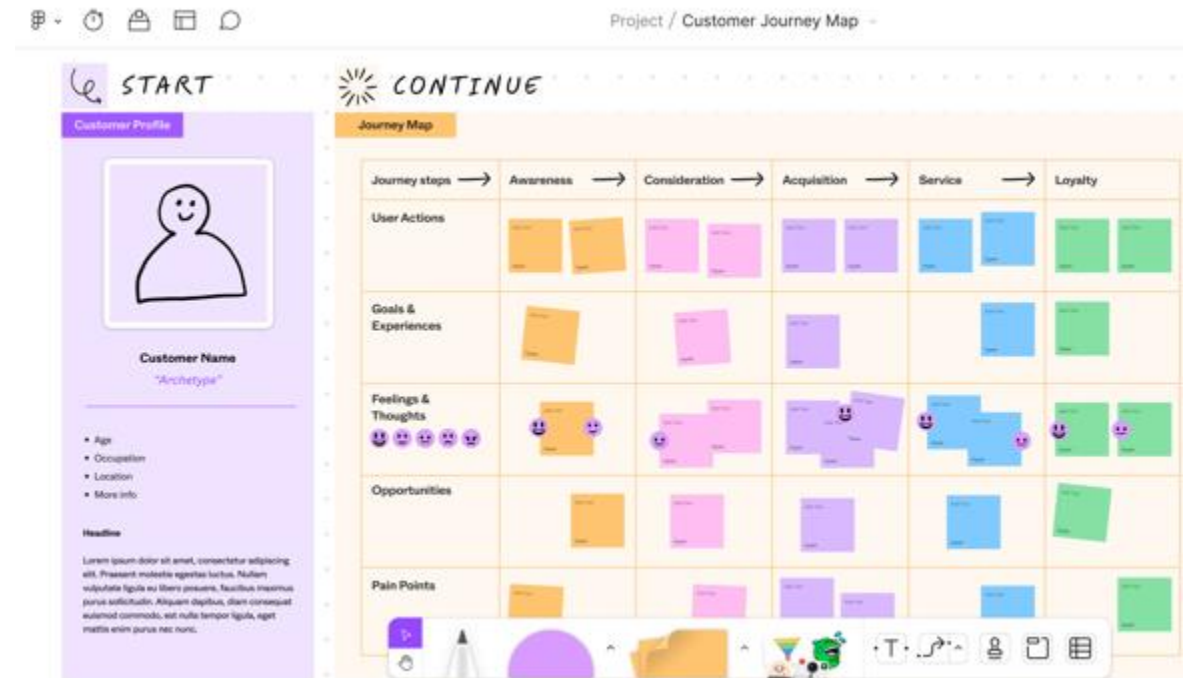 Project / Customer Journey Map
START
CONTINUE
Customer Profile
Journey Map
Customer Name
"Archetype"
• Age
• Occupation
• Location
• More info
Headline
Lorem ipsum dolor sit amet, consectetur adipiscing
elit. Praesent molestie egestas luctus. Nullam
vulputate ligula eu libero posuere, faucibus maximus
purus sollicitudin. Aliquam dapibus, diam consequat
euismod commodo, est nulla tempor ligula, eget
mattis enim purus nec nunc.
Journey steps Awareness Consideration Acquisition Service Loyalty
User Actions
Goals &
Experiences
Feelings &
Thoughts
Opportunities
Pain Points
T